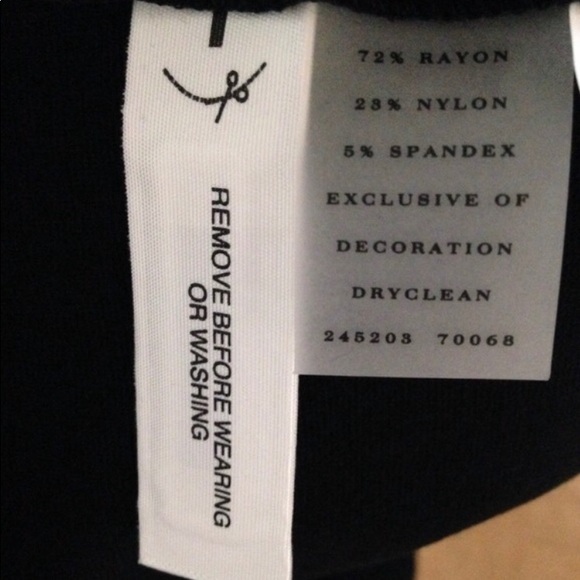 REMOVE BEFORE WEARING
OR WASHING
72% RAYON
23% NYLON
5% SPANDEX
EXCLUSIVE OF
DECORATION
DRYCLEAN
245203 70068